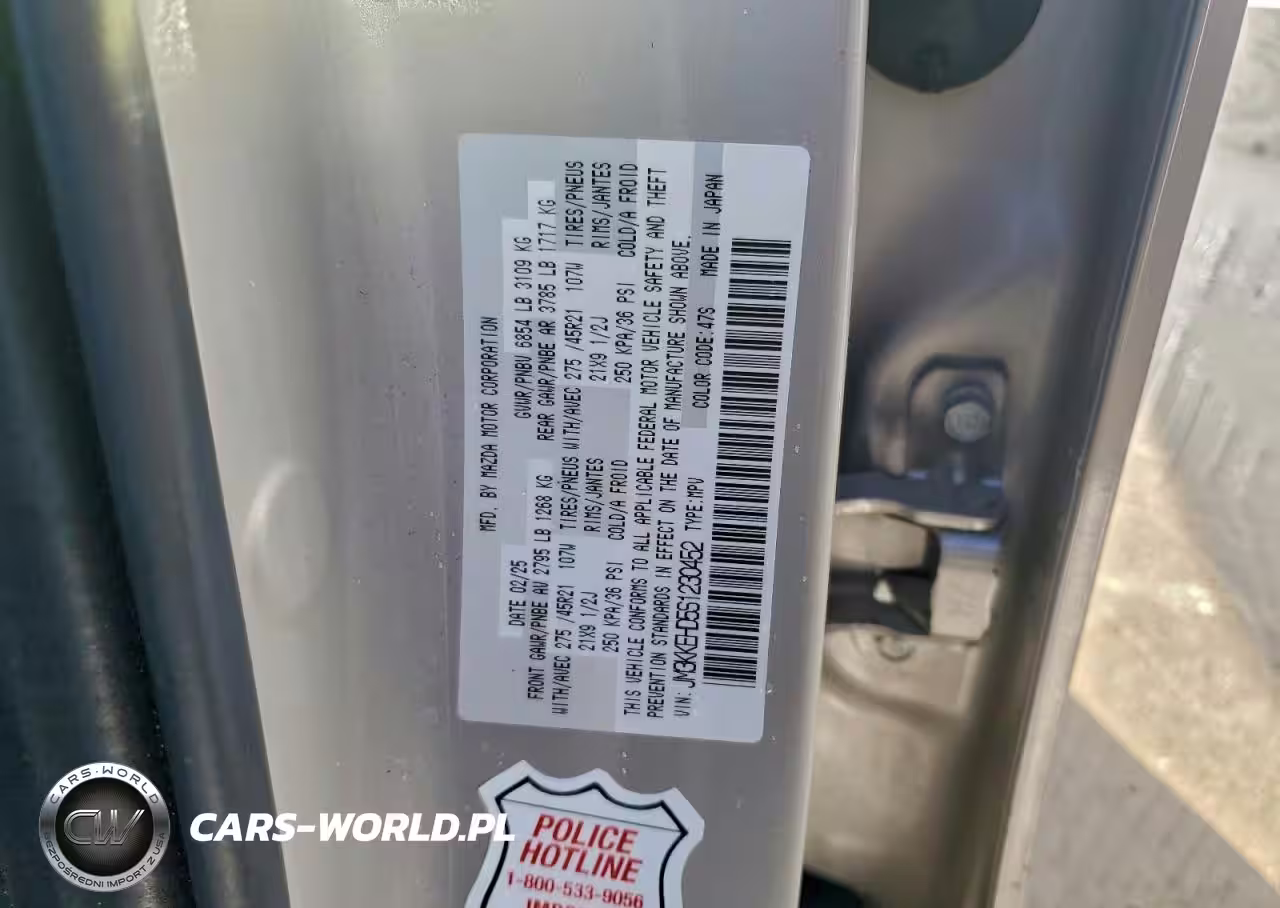 MFD. BY MAZDA MOTOR CORPORATION
DATE 02/25 GVWR/PNBV 6854 LB 3109 KG
FRONT GAWR/PNBE AV 2795 LB 1268 KG REAR GAWR/PNBE AR 3785 LB 1717 KG
WITH/AVEC 275 /45R21 107W TIRES/PNEUS WITH/AVEC 275 /45R21 107W TIRES/PNEUS
21X9 1/2J RIMS/JANTES 21X9 1/2J RIMS/JANTES
250 KPA/36 PSI COLD/A FROID 250 KPA/36 PSI COLD/A FROID
THIS VEHICLE CONFORMS TO ALL APPLICABLE FEDERAL MOTOR VEHICLE SAFETY AND THEFT
PREVENTION STANDARDS IN EFFECT ON THE DATE OF MANUFACTURE SHOWN ABOVE.
VIN: JM3KKEHD5S1230452 TYPE:MPV COLOR CODE:47S MADE IN JAPAN
POLICE
HOTLINE
1-800-533-9056
CARS-WORLD
CW
BEZPOŚREDNI IMPORT Z USA
CARS-WORLD.PL